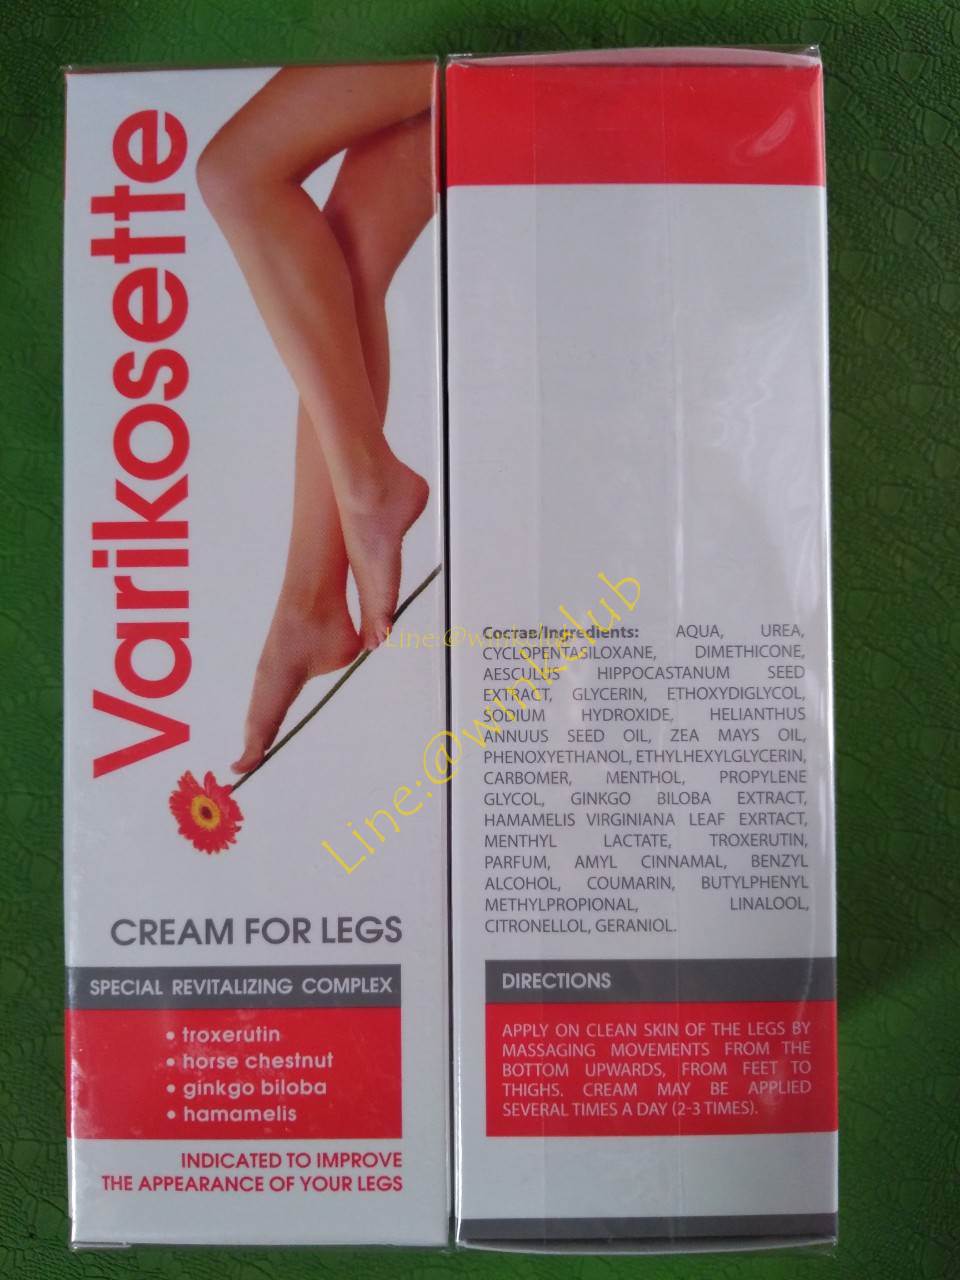 Varikosette
CREAM FOR LEGS
SPECIAL REVITALIZING COMPLEX
• troxerutin
• horse chestnut
• ginkgo biloba
• hamamelis
INDICATED TO IMPROVE
THE APPEARANCE OF YOUR LEGS
Состав/Ingredients: AQUA, UREA,
CYCLOPENTASILOXANE, DIMETHICONE,
AESCULUS HIPPOCASTANUM SEED
EXTRACT, GLYCERIN, ETHOXYDIGLYCOL,
SODIUM HYDROXIDE, HELIANTHUS
ANNUUS SEED OIL, ZEA MAYS OIL,
PHENOXYETHANOL, ETHYLHEXYLGLYCERIN,
CARBOMER, MENTHOL, PROPYLENE
GLYCOL, GINKGO BILOBA EXTRACT,
HAMAMELIS VIRGINIANA LEAF EXRTACT,
MENTHYL LACTATE, TROXERUTIN,
PARFUM, AMYL CINNAMAL, BENZYL
ALCOHOL, COUMARIN, BUTYLPHENYL
METHYLPROPIONAL, LINALOOL,
CITRONELLOL, GERANIOL.
DIRECTIONS
APPLY ON CLEAN SKIN OF THE LEGS BY
MASSAGING MOVEMENTS FROM THE
BOTTOM UPWARDS, FROM FEET TO
THIGHS. CREAM MAY BE APPLIED
SEVERAL TIMES A DAY (2-3 TIMES).
Line:@winkclub
Line:@winkclub